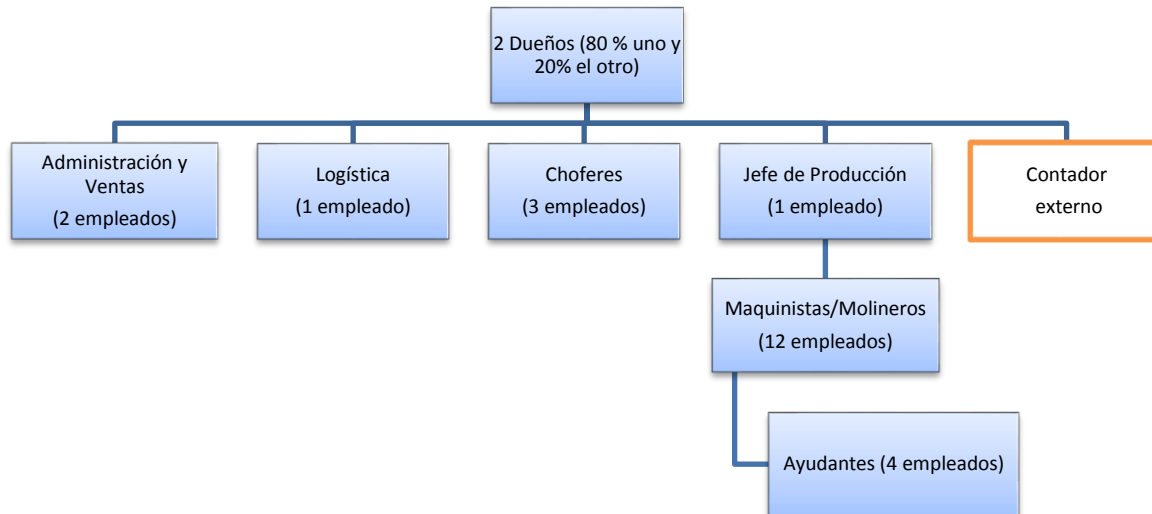 2 Dueños (80 % uno y
20% el otro)
Administración y
Ventas
(2 empleados)
Logística
(1 empleado)
Choferes
(3 empleados)
Jefe de Producción
(1 empleado)
Contador
externo
Maquinistas/Molineros
(12 empleados)
Ayudantes (4 empleados)